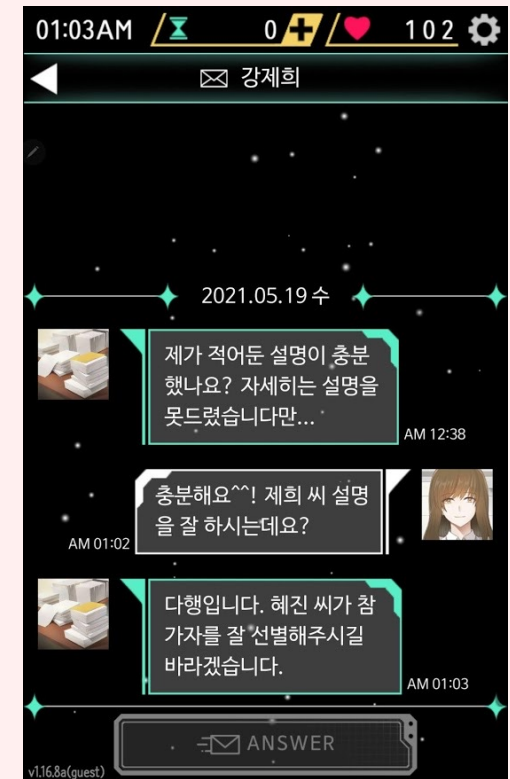 01:03AM 0 102
강제희
2021.05.19 수
제가 적어둔 설명이 충분
했나요? 자세히는 설명을
못드렸습니다만...
AM 12:38
충분해요^^! 제희 씨 설명
을 잘 하시는데요?
AM 01:02
다행입니다. 혜진 씨가 참
가자를 잘 선별해주시길
바라겠습니다.
AM 01:03
ANSWER
v1.16.8a(guest)